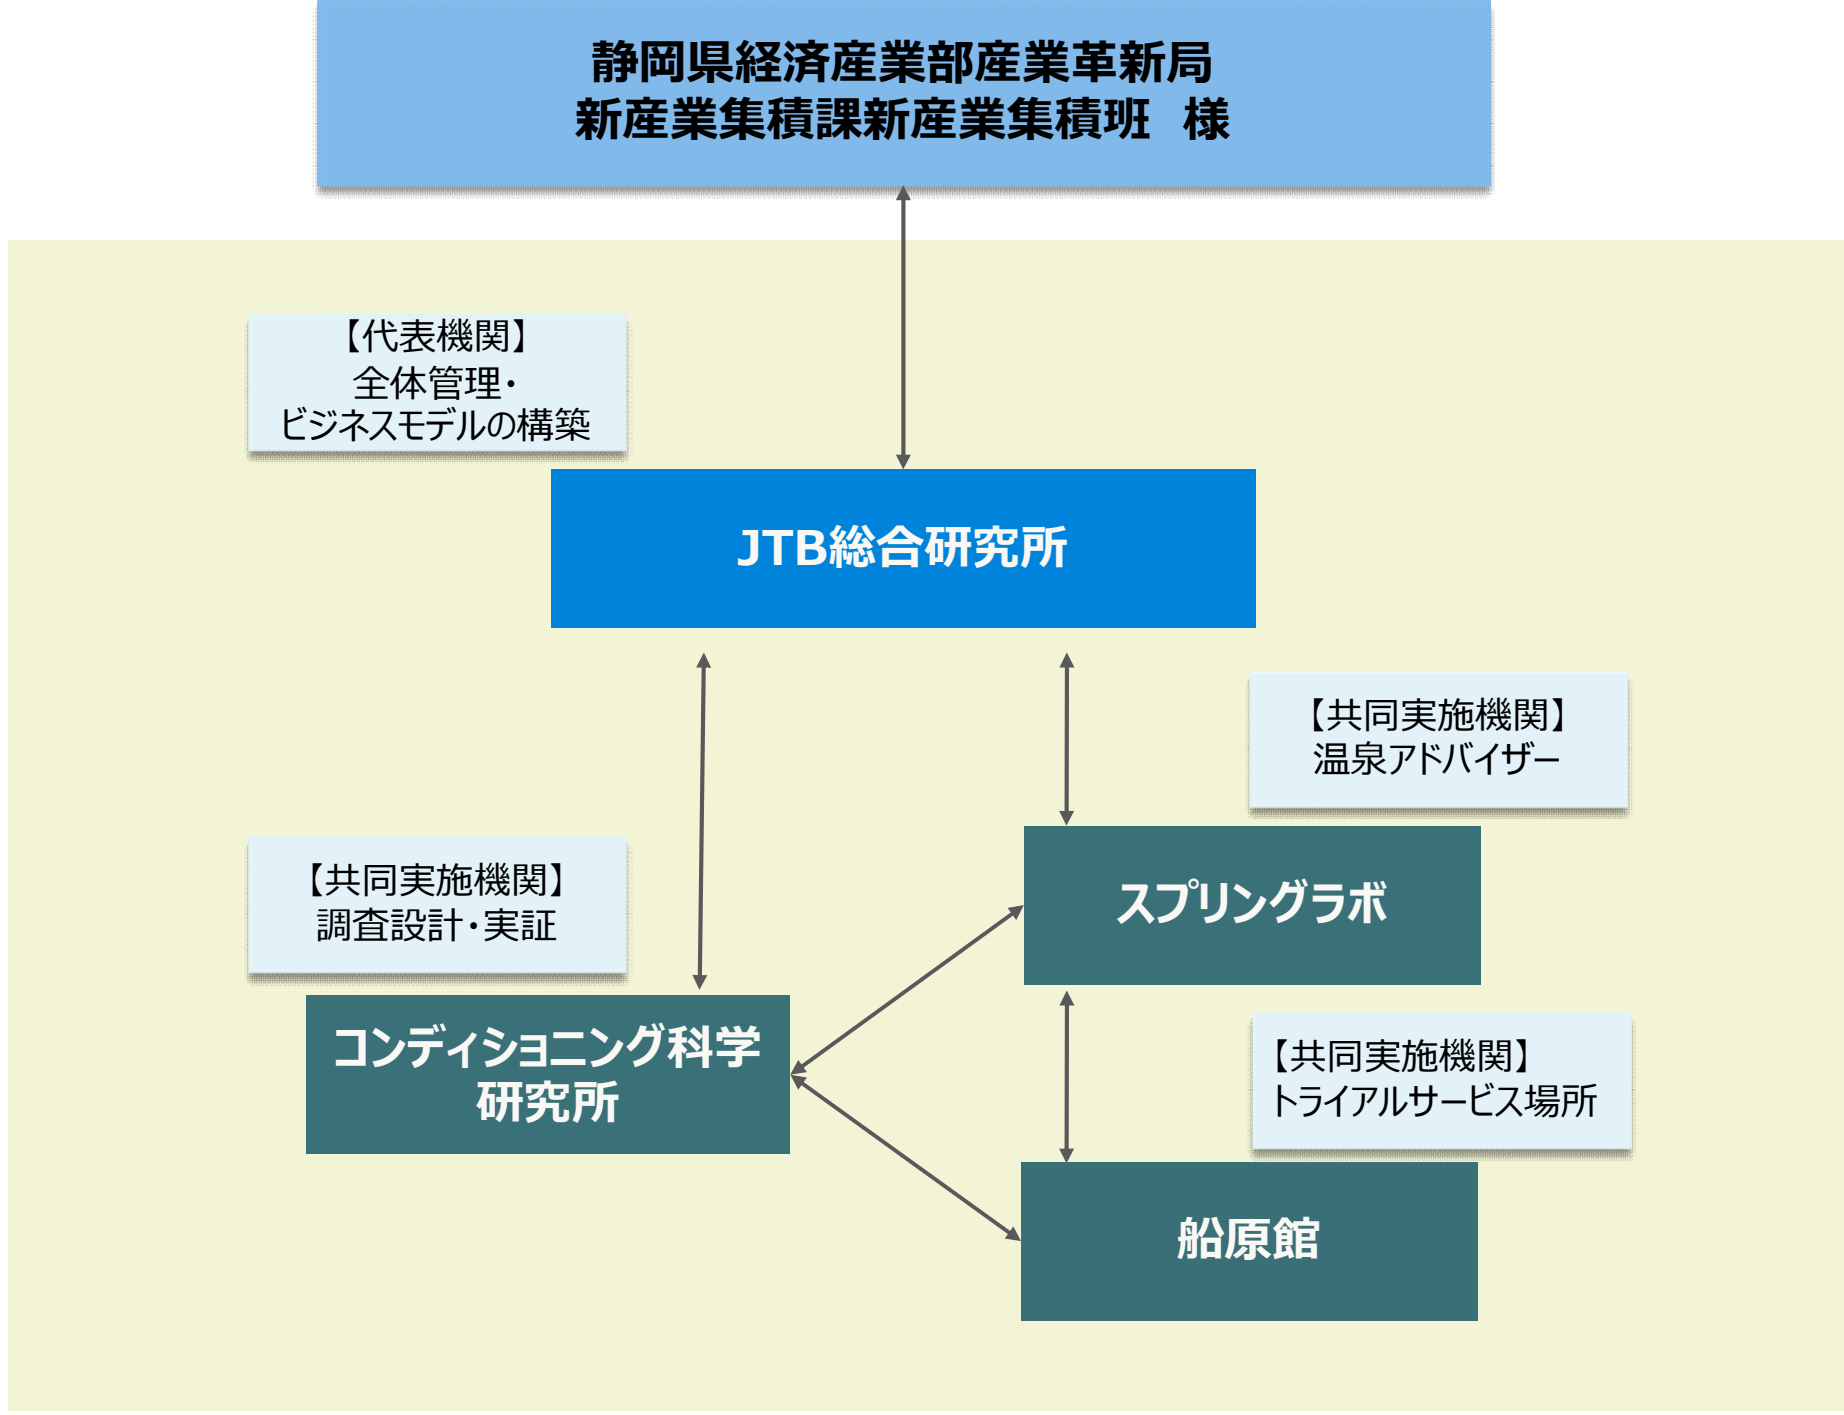 静岡県経済産業部産業革新局
新産業集積課新産業集積班　様
【代表機関】
全体管理・
ビジネスモデルの構築
JTB総合研究所
【共同実施機関】
温泉アドバイザー
【共同実施機関】
調査設計・実証
スプリングラボ
コンディショニング科学
研究所
【共同実施機関】
トライアルサービス場所
船原館